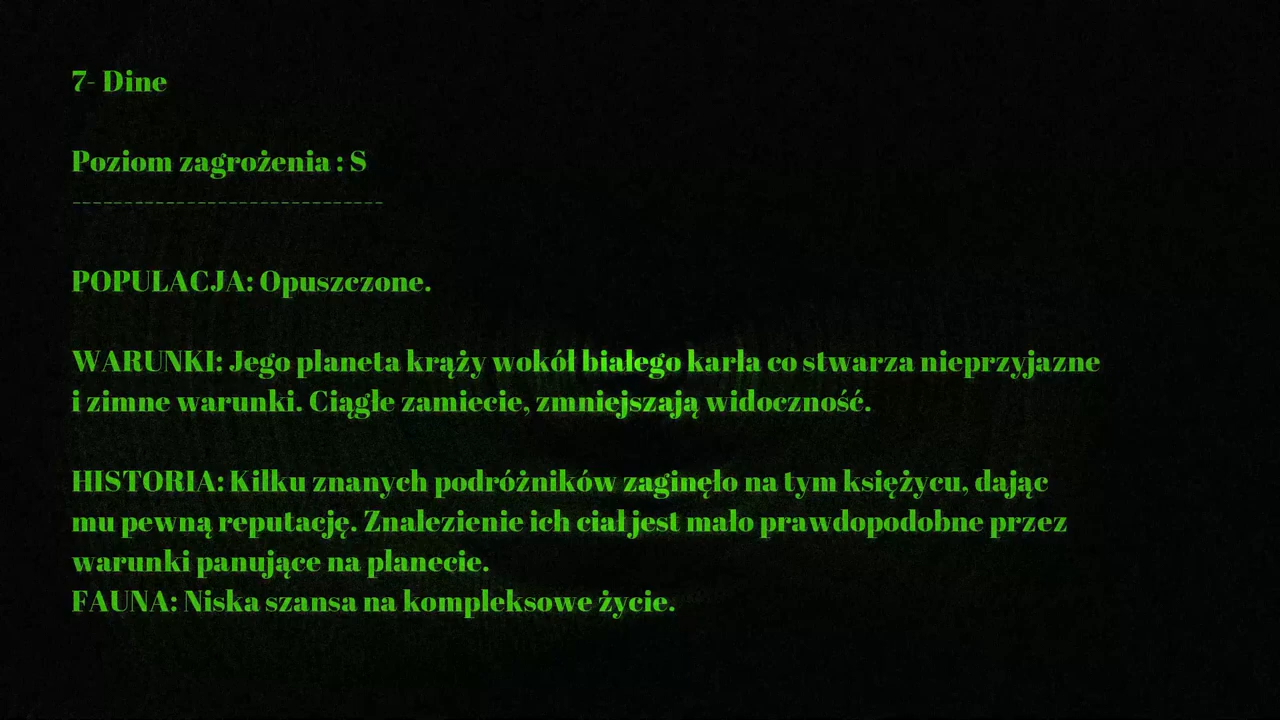 7- Dine
Poziom zagrożenia : S
------------------------------
POPULACJA: Opuszczone.
WARUNKI: Jego planeta krąży wokół białego karła co stwarza nieprzyjazne
i zimne warunki. Ciągłe zamiecie, zmniejszają widoczność.
HISTORIA: Kilku znanych podróżników zaginęło na tym księżycu, dając
mu pewną reputację. Znalezienie ich ciał jest mało prawdopodobne przez
warunki panujące na planecie.
FAUNA: Niska szansa na kompleksowe życie.